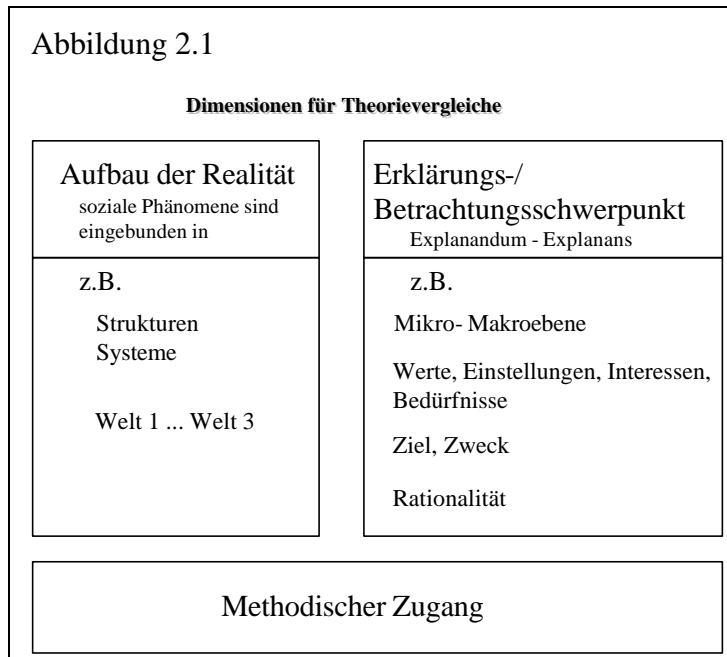 Abbildung 2.1
Dimensionen für Theorievergleiche
Aufbau der Realität
soziale Phänomene sind
eingebunden in
z.B.
Strukturen
Systeme
Welt 1 ... Welt 3
Erklärungs-/
Betrachtungsschwerpunkt
Explanandum - Explanans
z.B.
Mikro- Makroebene
Werte, Einstellungen, Interessen,
Bedürfnisse
Ziel, Zweck
Rationalität
Methodischer Zugang